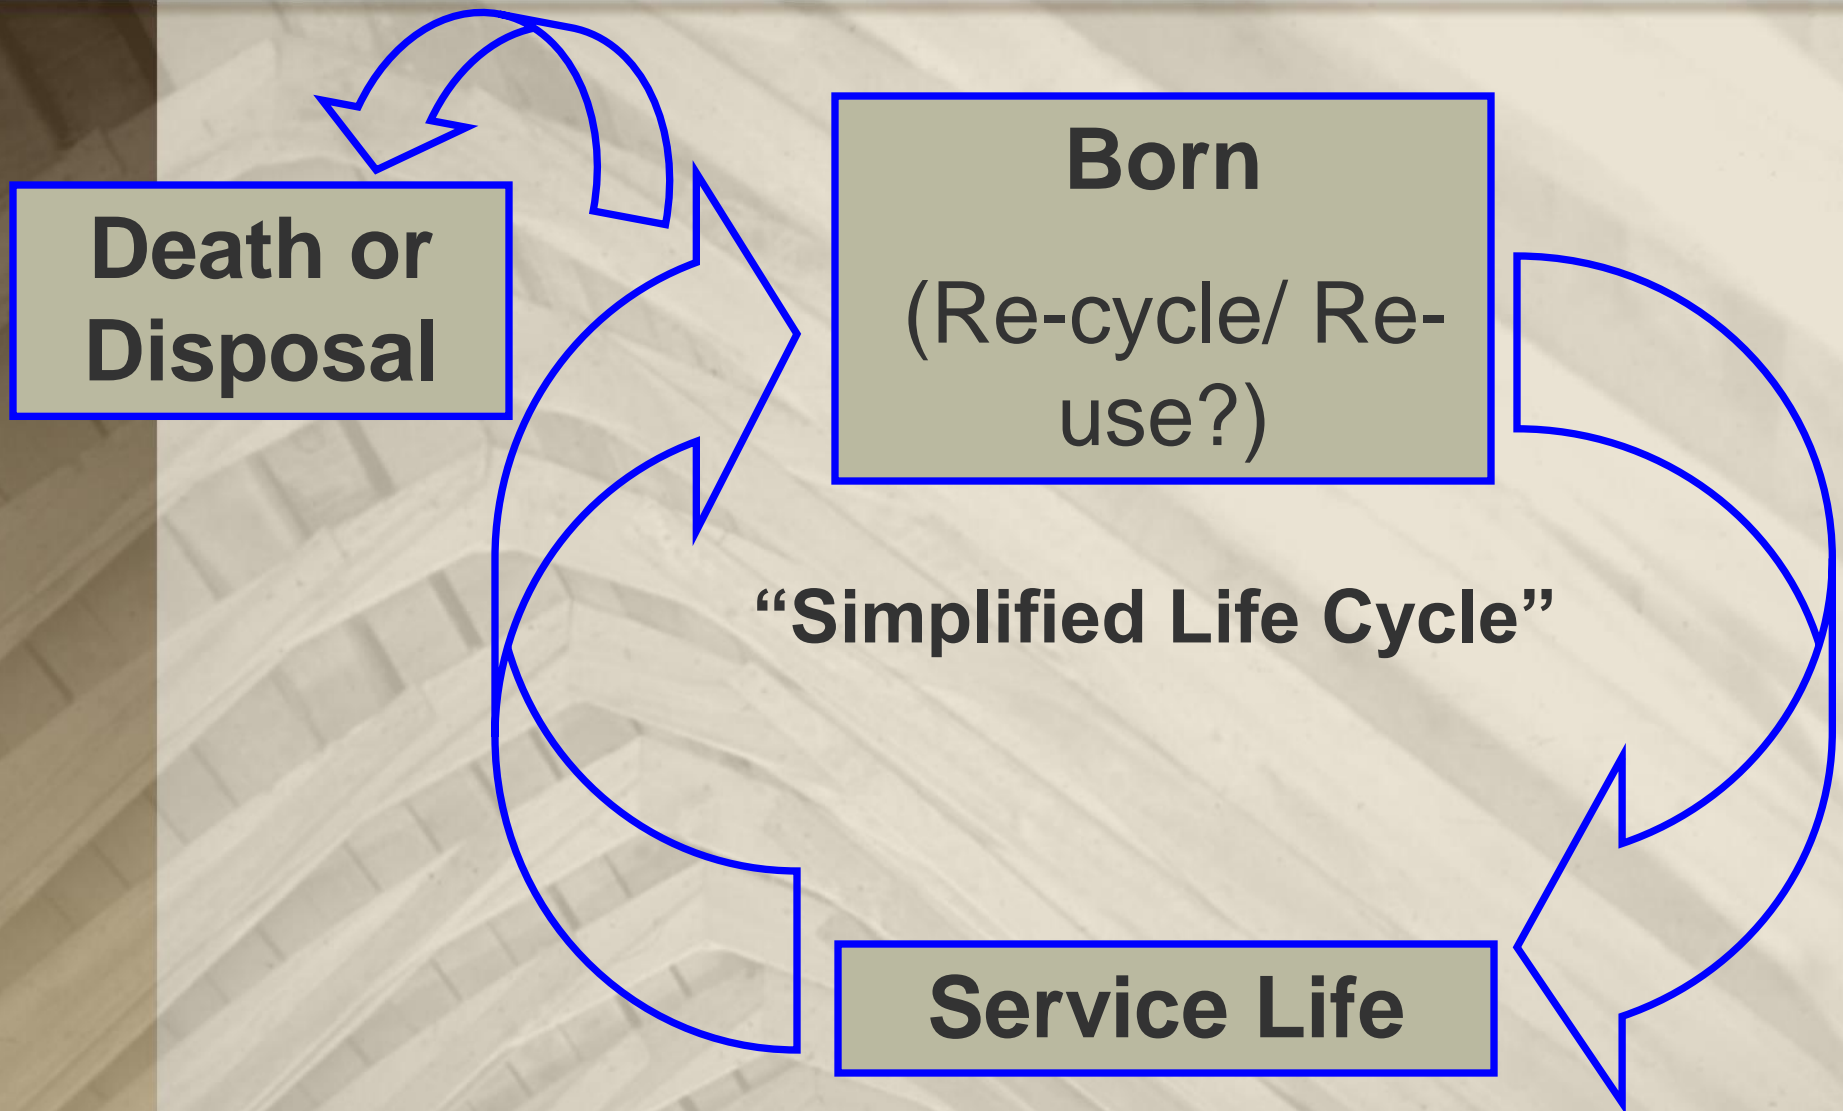 Born
(Re-cycle/ Re-
use?)
Death or
Disposal
“Simplified Life Cycle”
Service Life